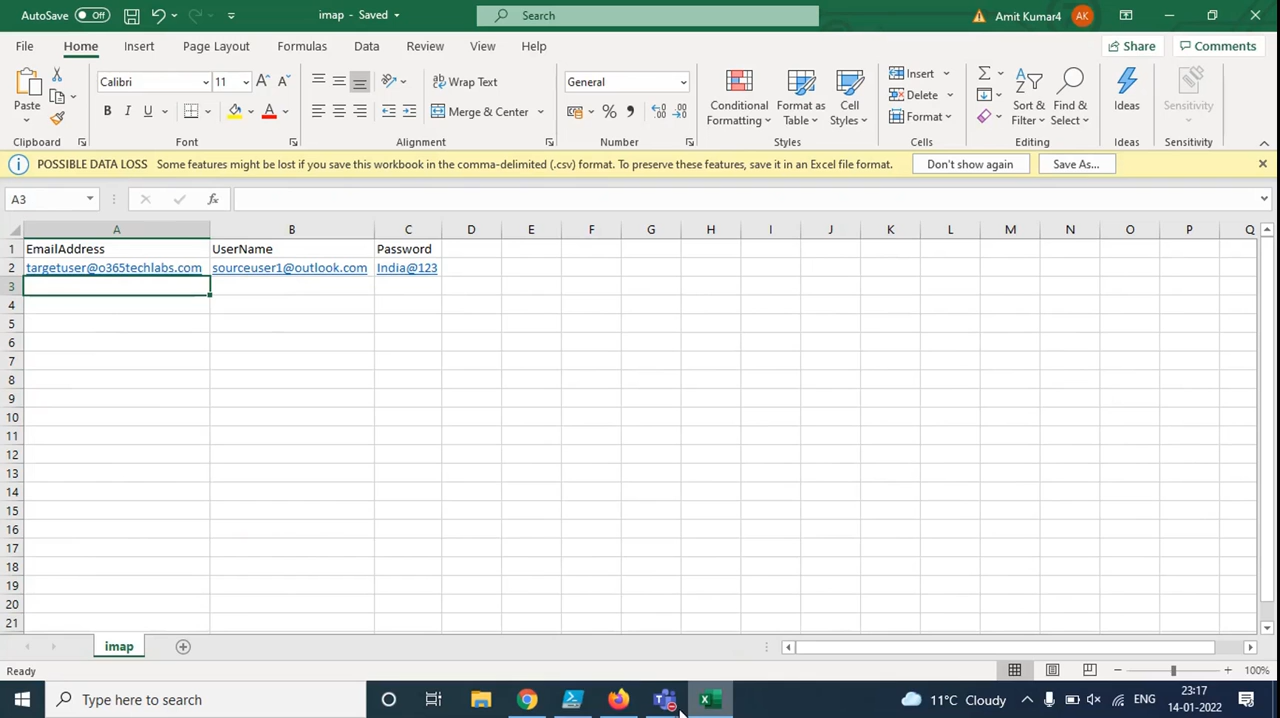 AutoSave Off imap - Saved Search Amit Kumar4 AK
File Home Insert Page Layout Formulas Data Review View Help Share Comments
Paste Calibri 11 Wrap Text General Conditional Formatting Format as Table Cell Styles Insert Sort & Filter Find & Select Ideas Sensitivity
B I U Merge & Center % Delete
Format
Clipboard Font Alignment Number Styles Cells Editing Ideas Sensitivity
POSSIBLE DATA LOSS Some features might be lost if you save this workbook in the comma-delimited (.csv) format. To preserve these features, save it in an Excel file format. Don't show again Save As...
A3 fx
A B C D E F G H I J K L M N O P Q
1 EmailAddress UserName Password
2 targetuser@o365techlabs.com sourceuser1@outlook.com India@123
3
4
5
6
7
8
9
10
11
12
13
14
15
16
17
18
19
20
21
imap
Ready 100%
Type here to search 11°C Cloudy ENG 23:17
14-01-2022